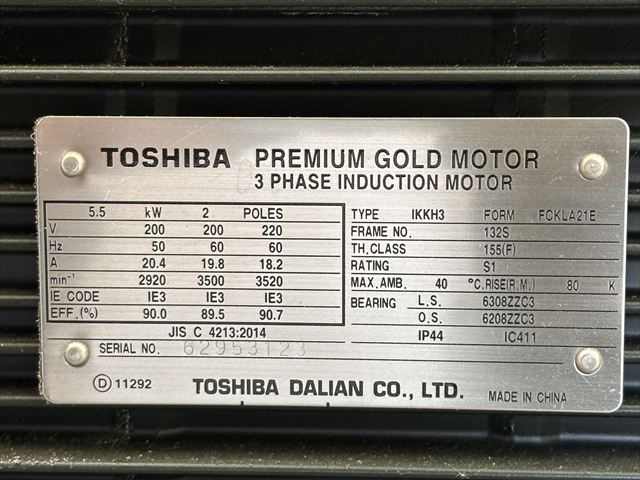 TOSHIBA PREMIUM GOLD MOTOR
3 PHASE INDUCTION MOTOR
5.5 kW 2 POLES
V 200 200 220
Hz 50 60 60
A 20.4 19.8 18.2
min⁻¹ 2920 3500 3520
IE CODE IE3 IE3 IE3
EFF.(%) 90.0 89.5 90.7
JIS C 4213:2014
SERIAL NO. 62953123
TYPE IKKH3 FORM FCKLA21E
FRAME NO. 132S
TH.CLASS 155(F)
RATING S1
MAX.AMB. 40 °C.RISE(R.M.) 80 K
BEARING L.S. 6308ZZC3
O.S. 6208ZZC3
IP44 IC411
D 11292 TOSHIBA DALIAN CO., LTD. MADE IN CHINA